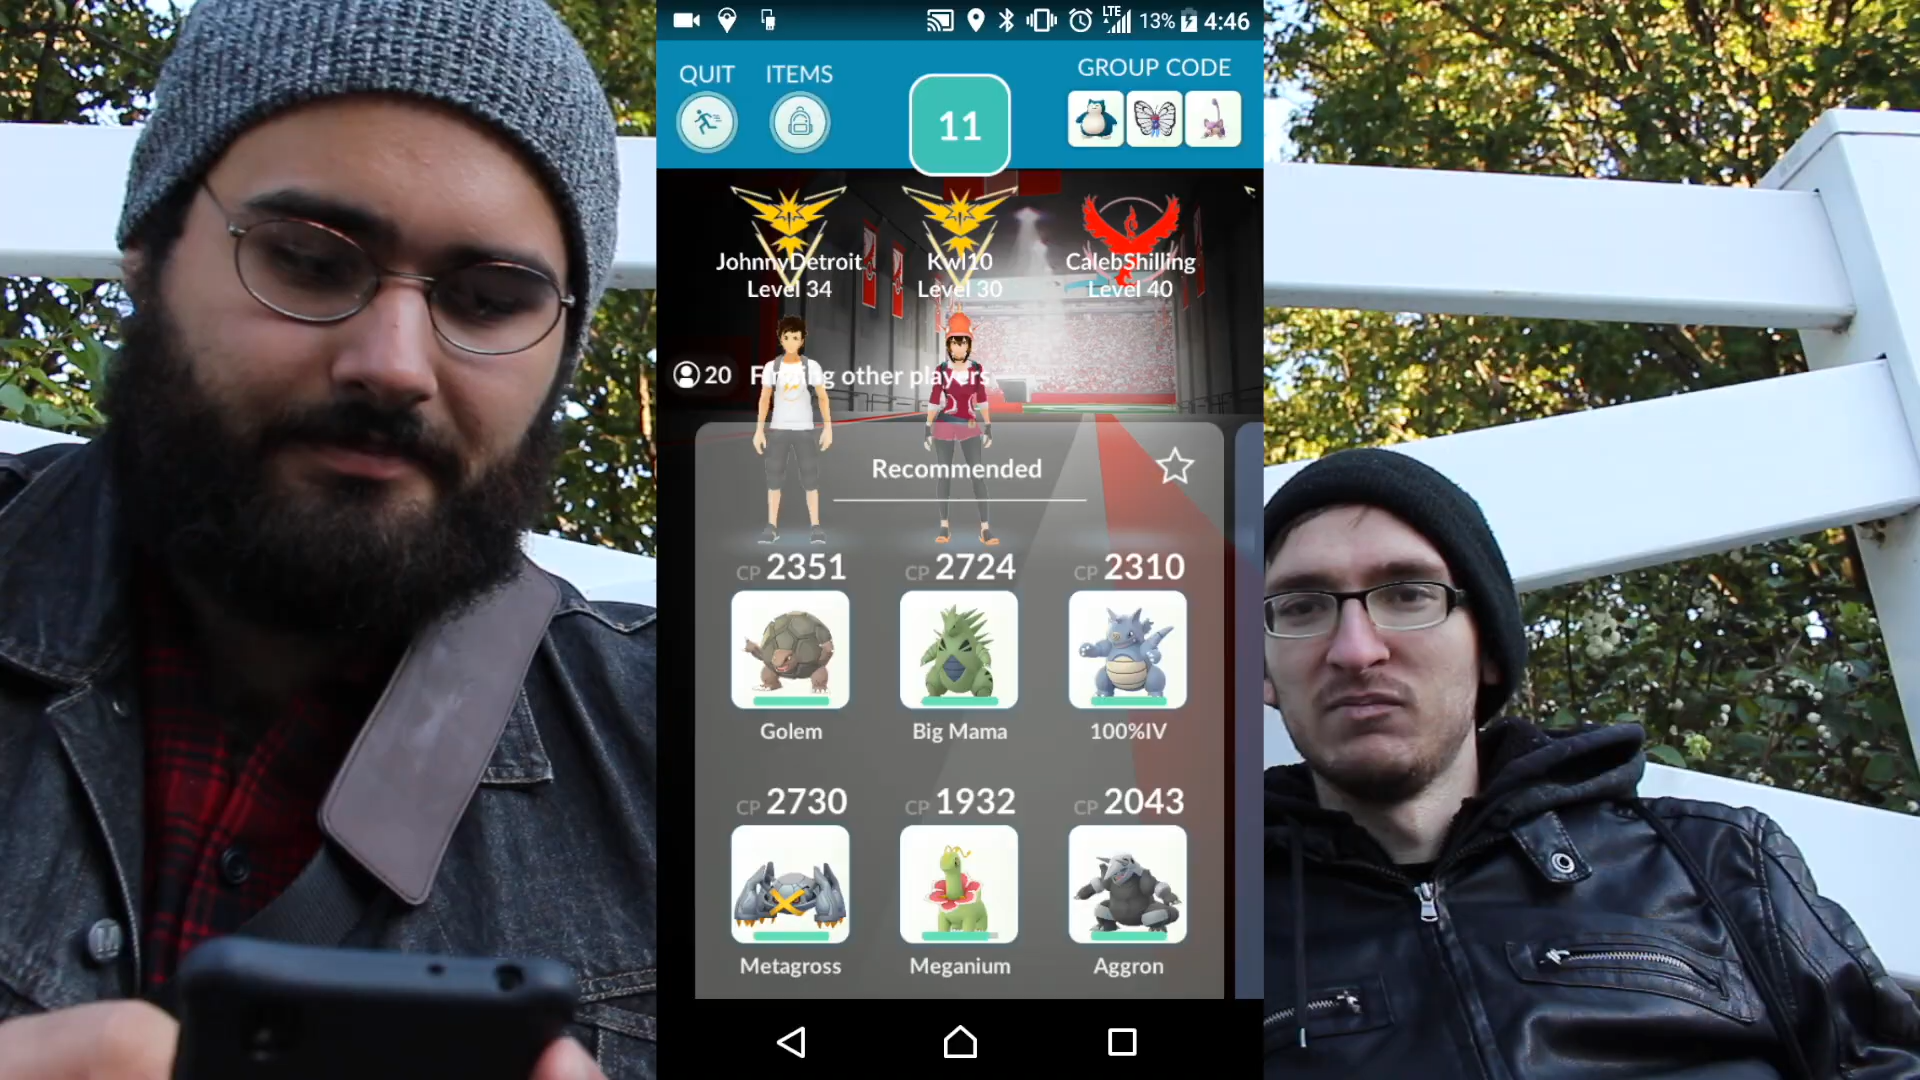 LTE
13% 4:46
QUIT ITEMS
GROUP CODE
11
JohnnyDetroit
Level 34
Kwl10
Level 30
CalebShilling
Level 40
20 Finding other players
Recommended
CP 2351
Golem
CP 2724
Big Mama
CP 2310
100%IV
CP 2730
Metagross
CP 1932
Meganium
CP 2043
Aggron